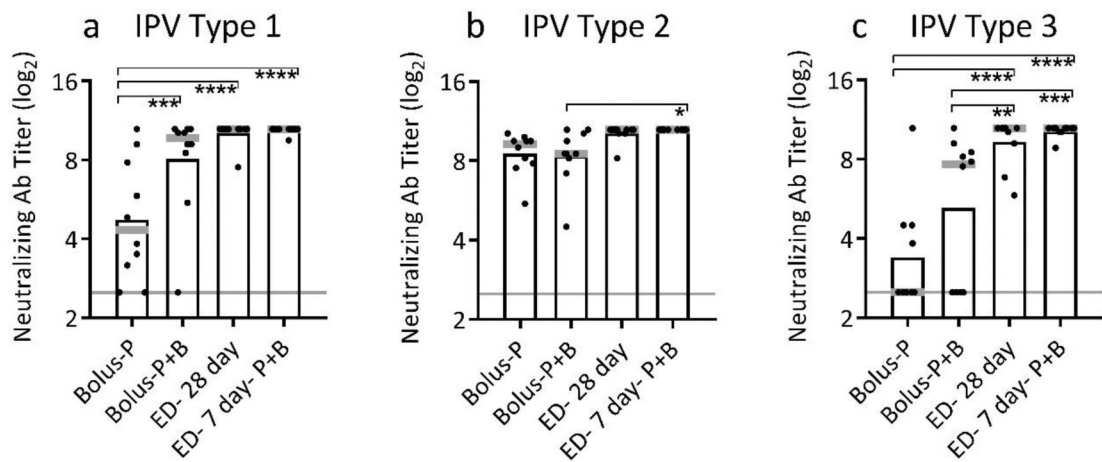 a IPV Type 1
Neutralizing Ab Titer (log₂)
16
8
4
2
****
****
***
Bolus-P
Bolus-P+B
ED- 28 day
ED- 7 day- P+B
b IPV Type 2
Neutralizing Ab Titer (log₂)
16
8
4
2
*
Bolus-P
Bolus-P+B
ED- 28 day
ED- 7 day- P+B
c IPV Type 3
Neutralizing Ab Titer (log₂)
16
8
4
2
****
****
***
**
Bolus-P
Bolus-P+B
ED- 28 day
ED- 7 day- P+B